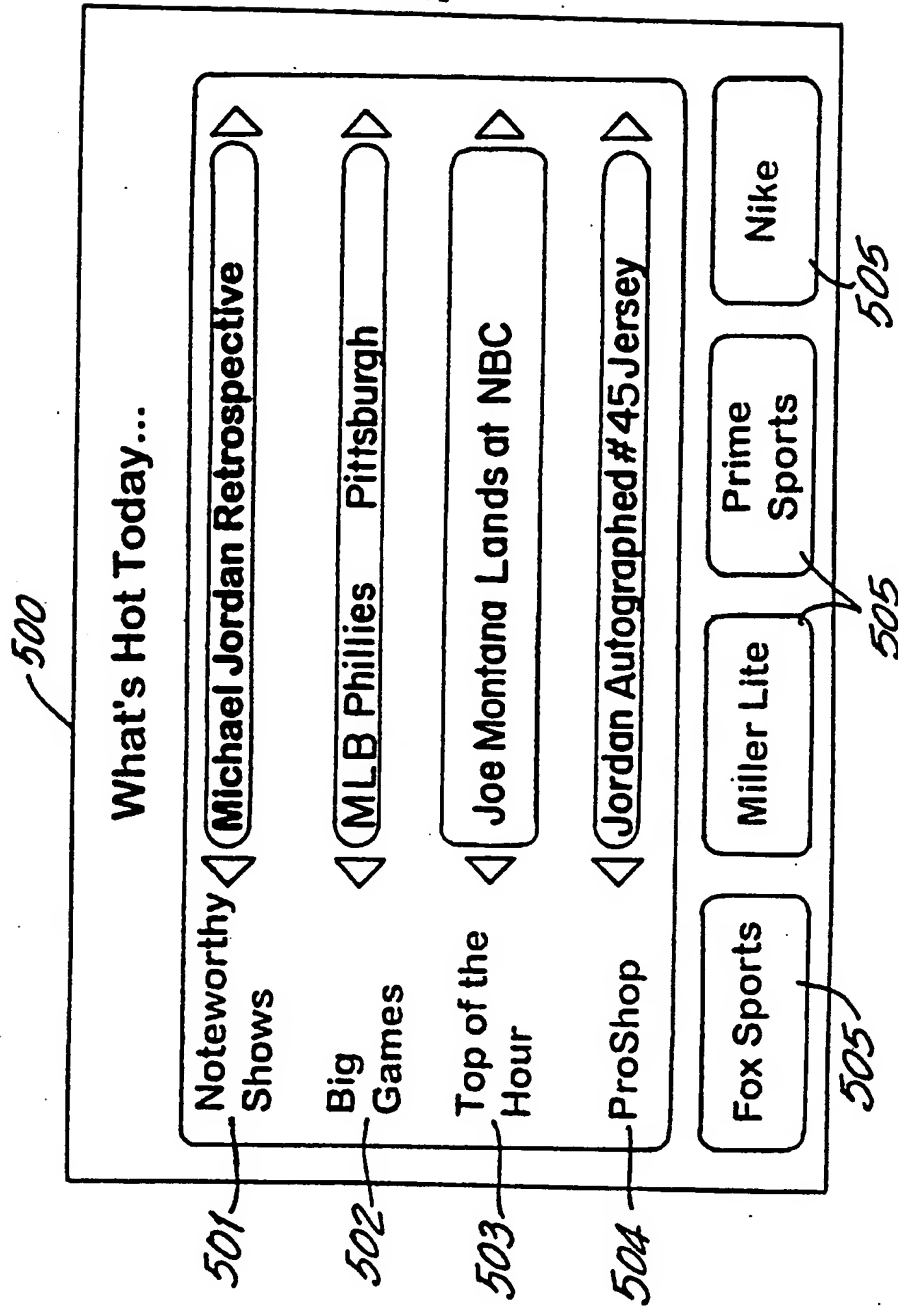 500
What's Hot Today...
501
Noteworthy
Shows
Michael Jordan Retrospective
502
Big
Games
MLB Phillies Pittsburgh
503
Top of the
Hour
Joe Montana Lands at NBC
504
ProShop
Jordan Autographed #45 Jersey
Fox Sports
Miller Lite
Prime
Sports
Nike
505
505
505